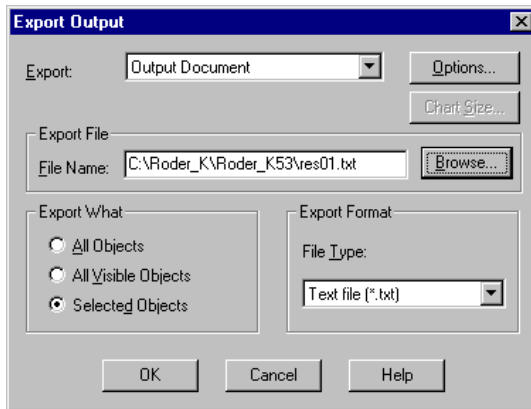 Export Output
Export: Output Document Options...
Chart Size...
Export File
File Name: C:\Roder_K\Roder_K53\res01.txt Browse...
Export What
All Objects
All Visible Objects
Selected Objects
Export Format
File Type:
Text file (*.txt)
OK Cancel Help